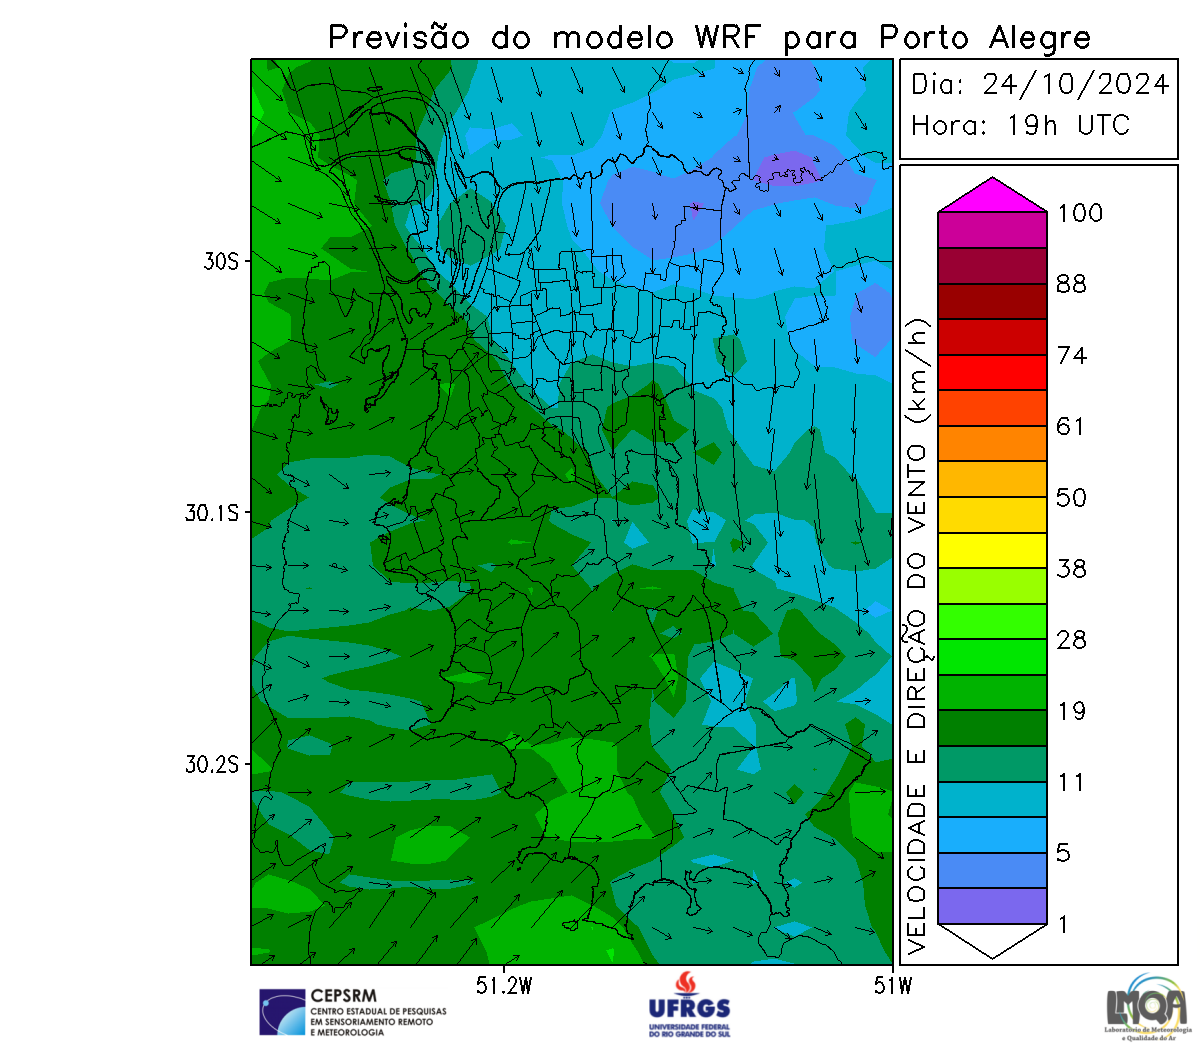 Previsão do modelo WRF para Porto Alegre
Dia: 24/10/2024
Hora: 19h UTC
30S
30.1S
30.2S
51.2W
51W
VELOCIDADE E DIREÇÃO DO VENTO (km/h)
100
88
74
61
50
38
28
19
11
5
1
CEPSRM
CENTRO ESTADUAL DE PESQUISAS
EM SENSORIAMENTO REMOTO
E METEOROLOGIA
UFRGS
UNIVERSIDADE FEDERAL
DO RIO GRANDE DO SUL
LMQA
Laboratório de Meteorologia
e Qualidade do Ar